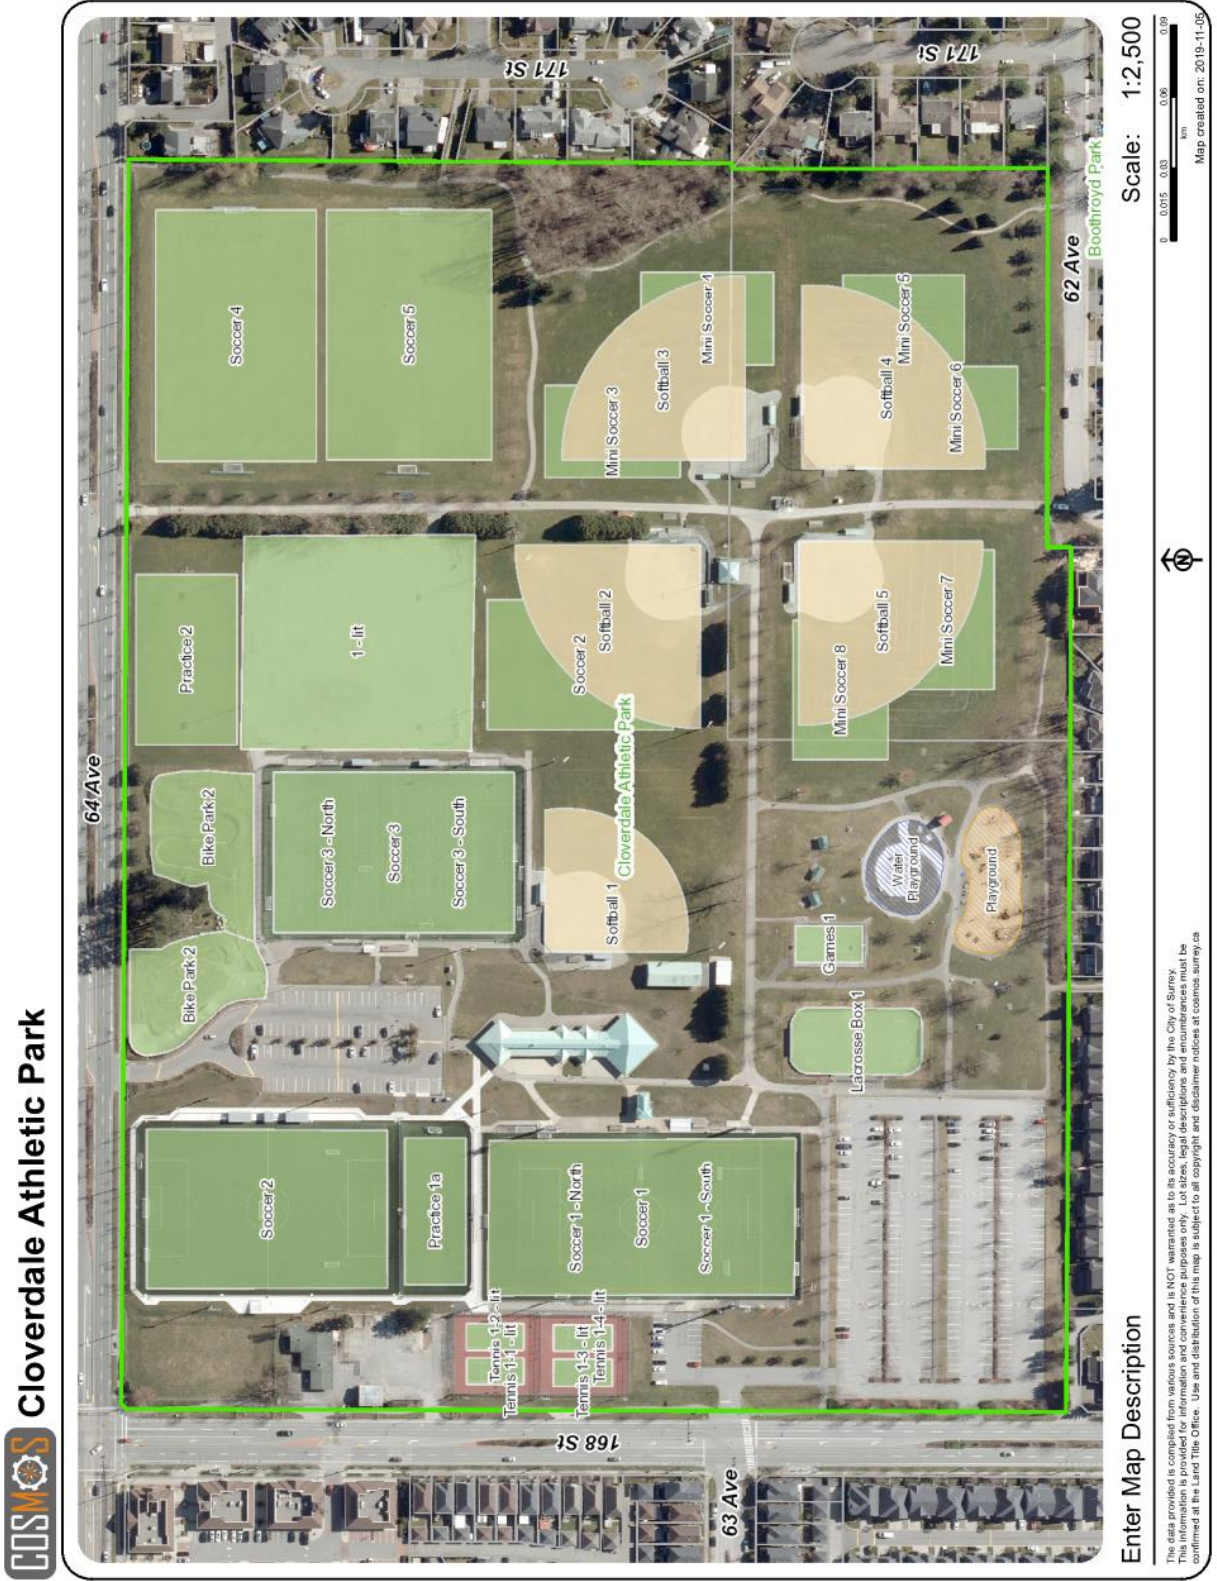 COSMOS
Cloverdale Athletic Park
64 Ave
171 St
171 St
Soccer 4
Soccer 5
Practice 2
1 - lit
Bike Park 2
Bike Park 2
Soccer 3 - North
Soccer 3
Soccer 3 - South
Soccer 2
Practice 1a
Soccer 1 - North
Soccer 1
Soccer 1 - South
Tennis 1-2 - lit
Tennis 1-1 - lit
Tennis 1-3 - lit
Tennis 1-4 - lit
Softball 1
Soccer 2
Softball 2
Cloverdale Athletic Park
Mini Soccer 3
Softball 3
Mini Soccer 4
Softball 4
Mini Soccer 5
Mini Soccer 6
Mini Soccer 8
Softball 5
Mini Soccer 7
Games 1
Water
Playground
Playground
Lacrosse Box 1
168 St
63 Ave
62 Ave
Boothroyd Park
Enter Map Description
Scale: 1:2,500
0 0.015 0.03 0.06 0.09
km
N
Map created on: 2019-11-05
The data provided is compiled from various sources and is NOT warranted as to its accuracy or sufficiency by the City of Surrey.
This information is provided for information and convenience purposes only. Lot sizes, legal descriptions and encumbrances must be
confirmed at the Land Title Office. Use and distribution of this map is subject to all copyright and disclaimer notices at cosmos.surrey.ca